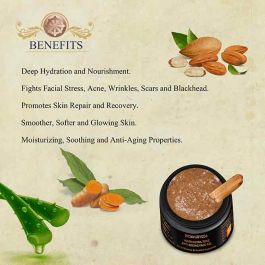 BENEFITS
Deep Hydration and Nourishment.
Fights Facial Stress, Acne, Wrinkles, Scars and Blackhead.
Promotes Skin Repair and Recovery.
Smoother, Softer and Glowing Skin.
Moisturizing, Soothing and Anti-Aging Properties.